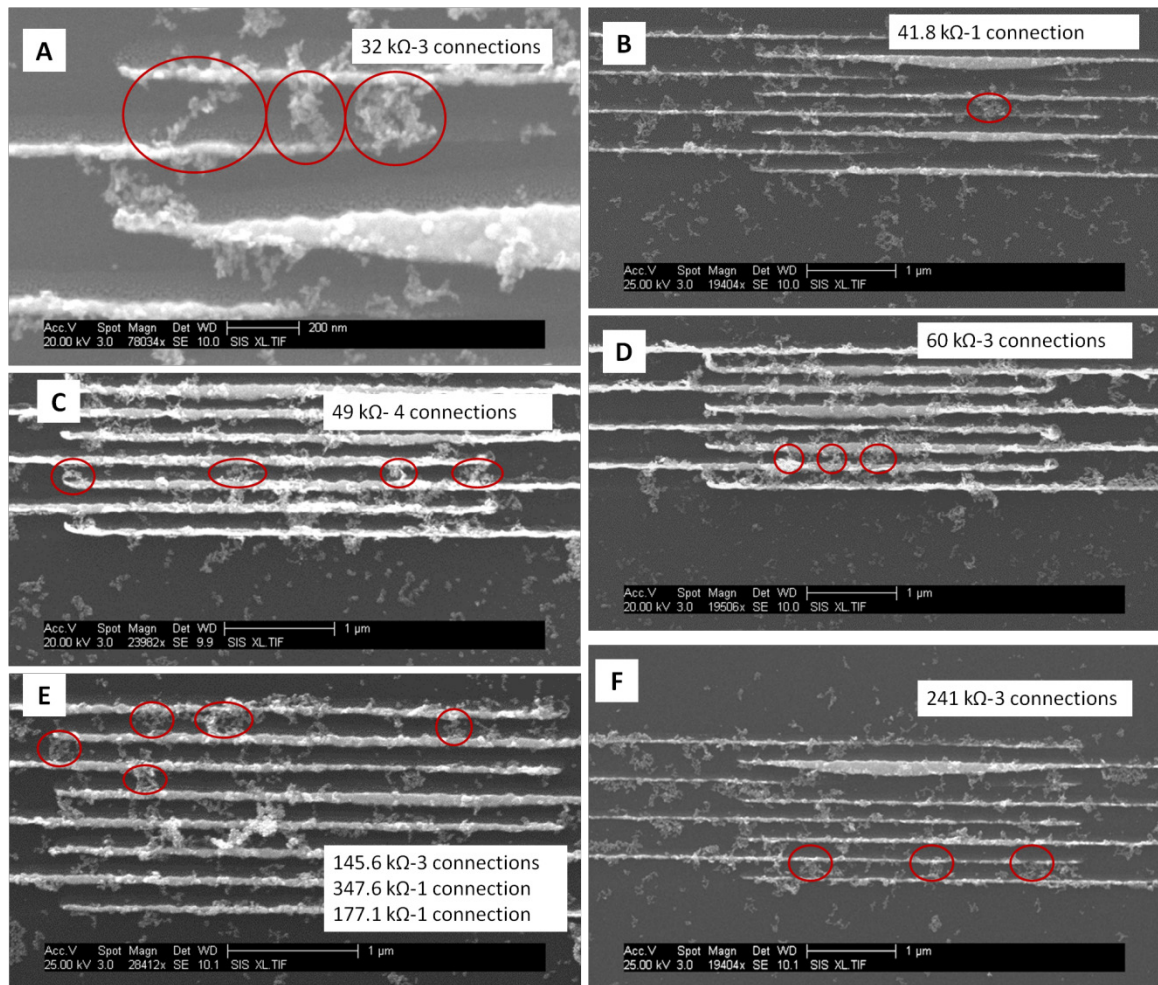 A
32 kΩ-3 connections
Acc.V Spot Magn Det WD 200 nm
20.00 kV 3.0 78034x SE 10.0 SIS XL.TIF
B
41.8 kΩ-1 connection
Acc.V Spot Magn Det WD 1 µm
25.00 kV 3.0 19404x SE 10.0 SIS XL.TIF
C
49 kΩ- 4 connections
Acc.V Spot Magn Det WD 1 µm
20.00 kV 3.0 23982x SE 9.9 SIS XL.TIF
D
60 kΩ-3 connections
Acc.V Spot Magn Det WD 1 µm
20.00 kV 3.0 19506x SE 10.0 SIS XL.TIF
E
145.6 kΩ-3 connections
347.6 kΩ-1 connection
177.1 kΩ-1 connection
Acc.V Spot Magn Det WD 1 µm
25.00 kV 3.0 28412x SE 10.1 SIS XL.TIF
F
241 kΩ-3 connections
Acc.V Spot Magn Det WD 1 µm
25.00 kV 3.0 19404x SE 10.1 SIS XL.TIF